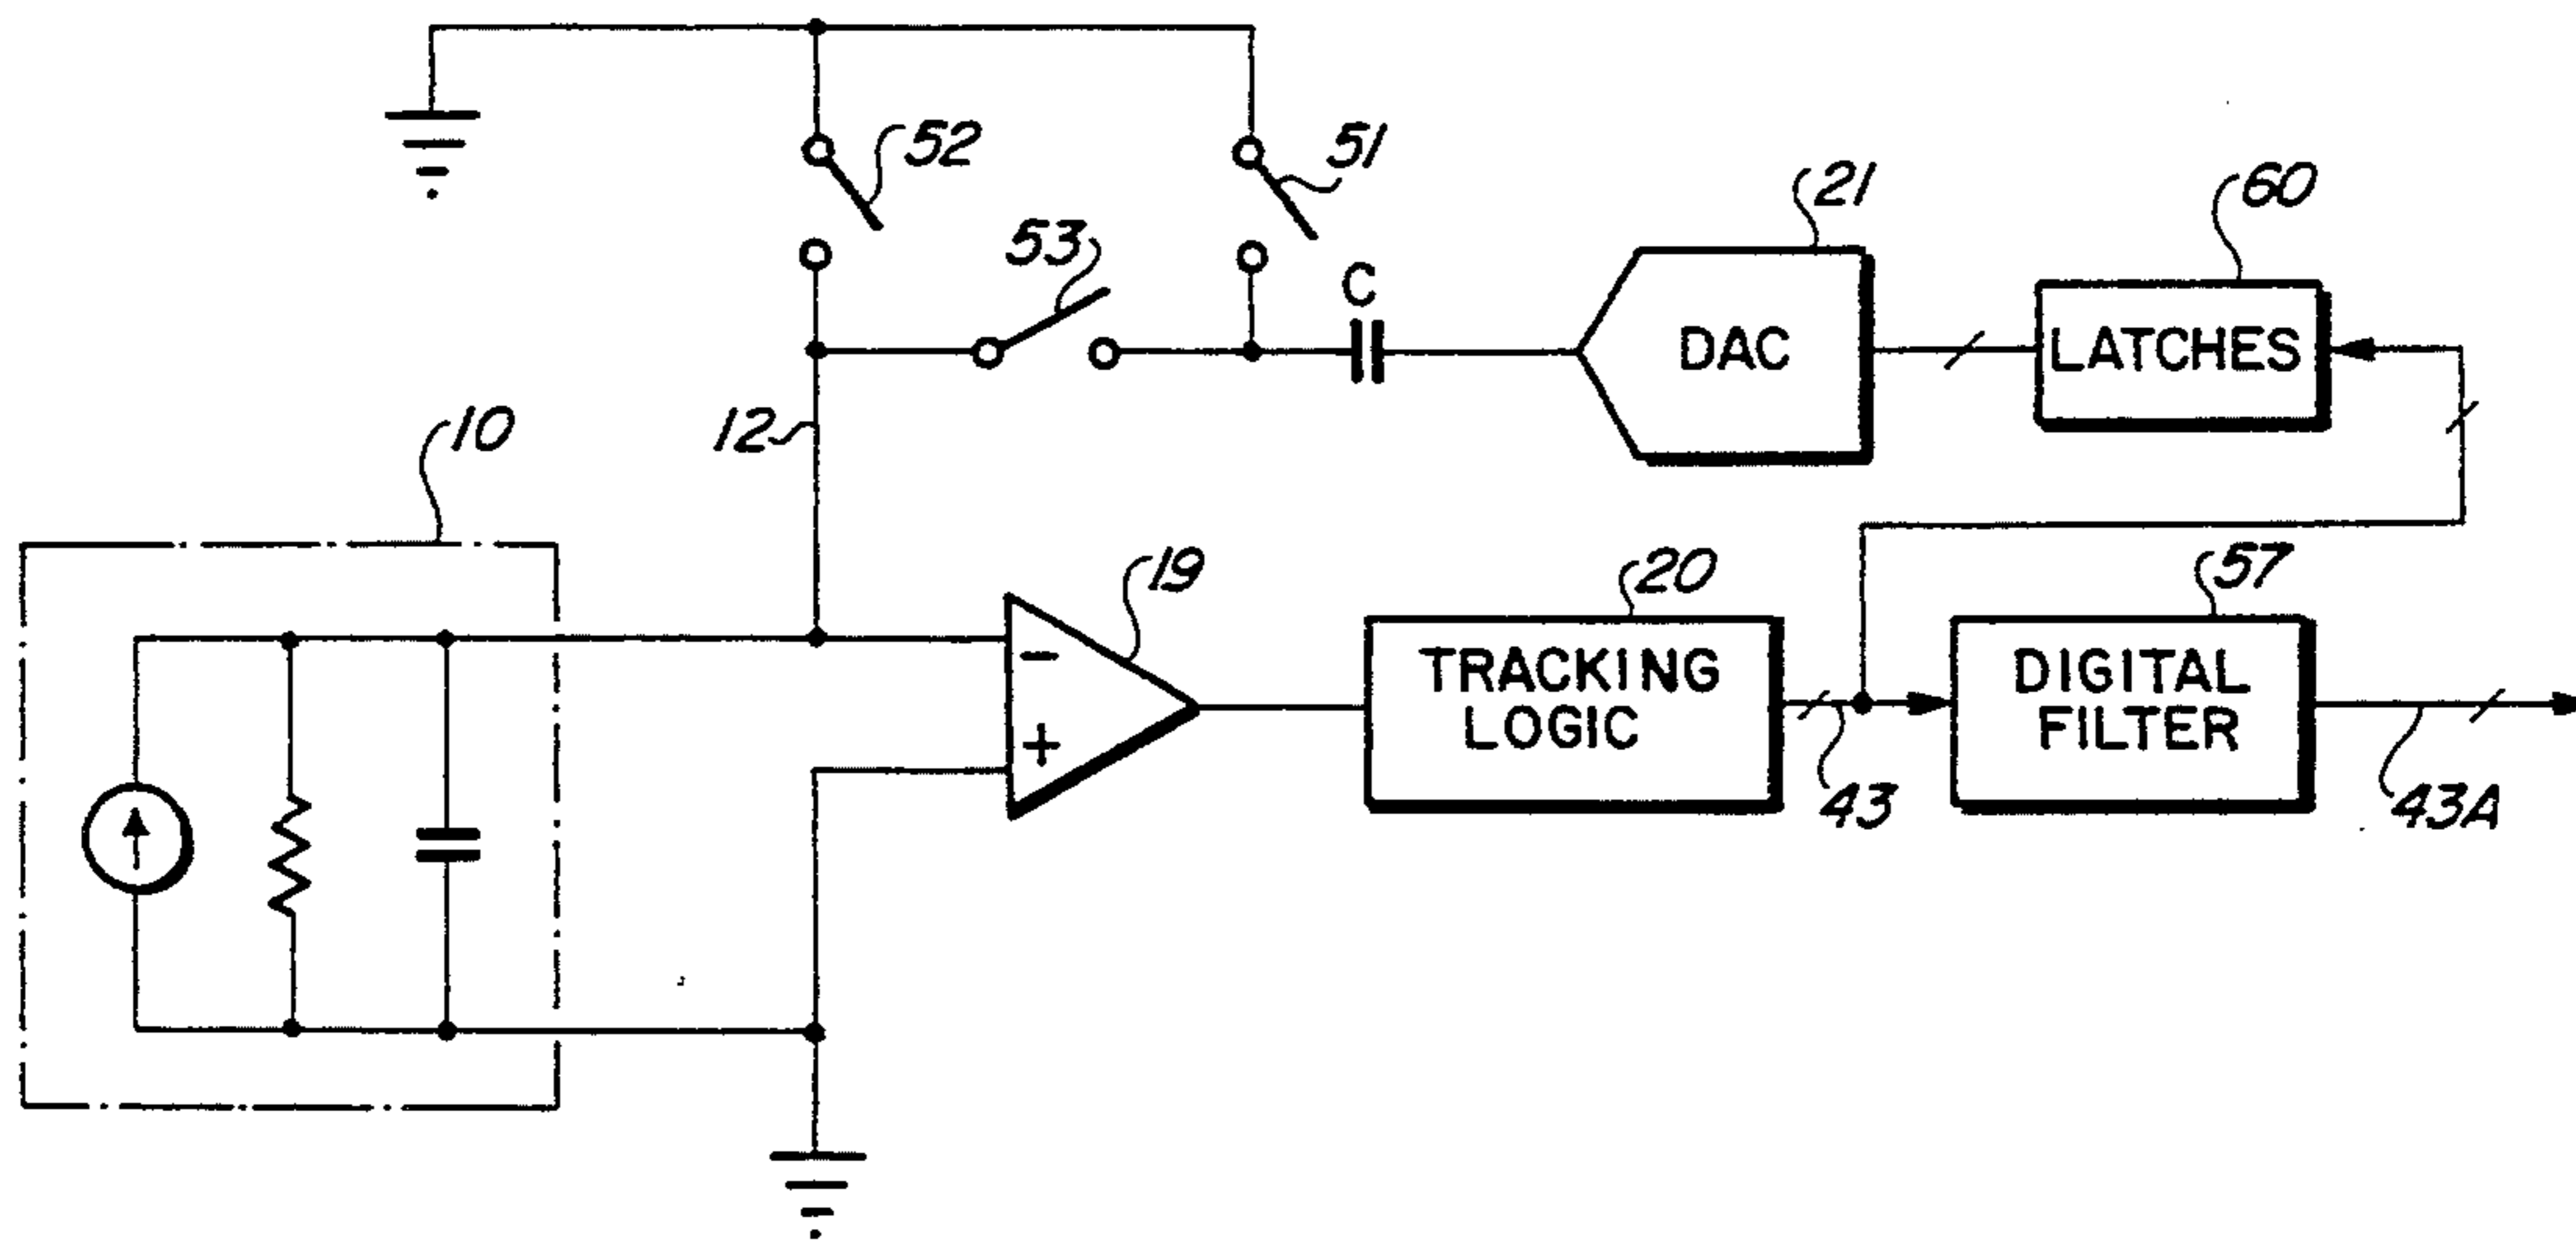 52
51
21
60
53
C
DAC
LATCHES
12
10
19
20
57
-
+
TRACKING
LOGIC
DIGITAL
FILTER
43
43A